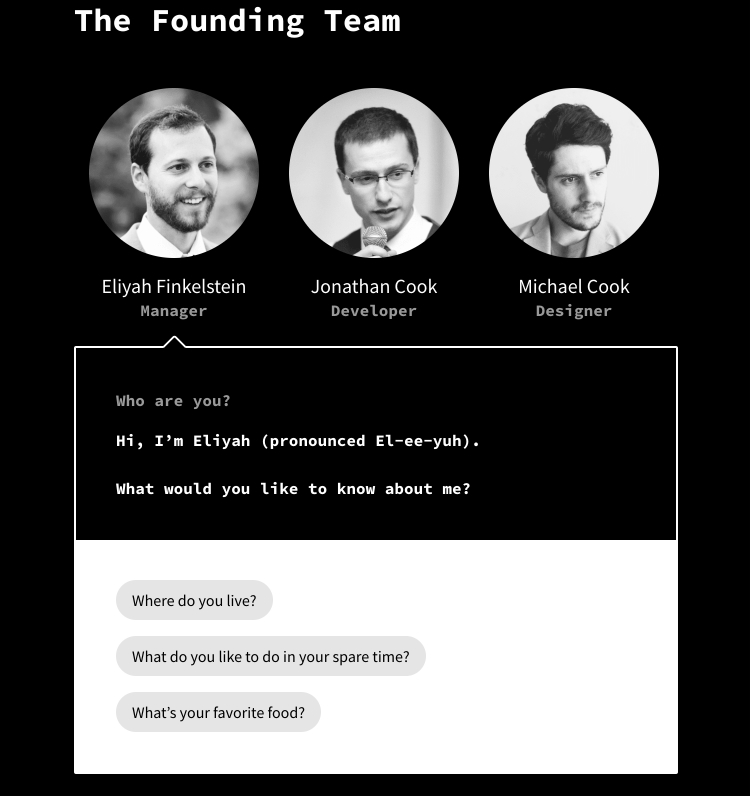 The Founding Team
Eliyah Finkelstein
Jonathan Cook
Michael Cook
Manager
Developer
Designer
Who are you?
Hi, I’m Eliyah (pronounced El-ee-yuh).
What would you like to know about me?
Where do you live?
What do you like to do in your spare time?
What’s your favorite food?